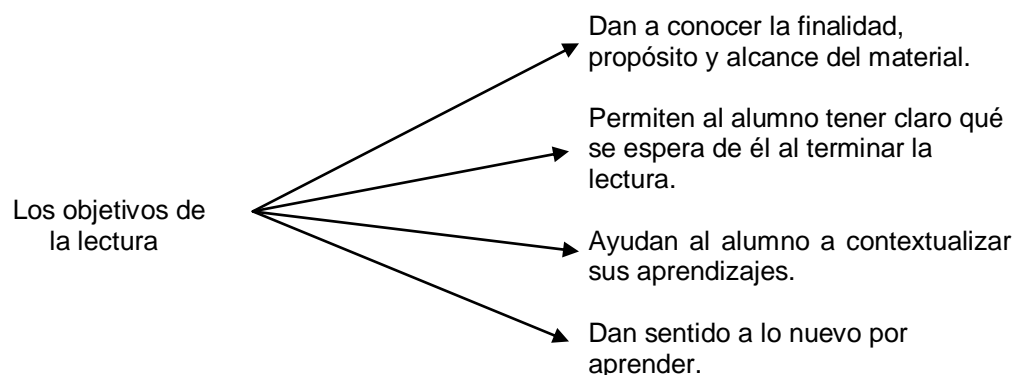 Dan a conocer la finalidad,
propósito y alcance del material.
Permiten al alumno tener claro qué
se espera de él al terminar la
lectura.
Los objetivos de
la lectura
Ayudan al alumno a contextualizar
sus aprendizajes.
Dan sentido a lo nuevo por
aprender.